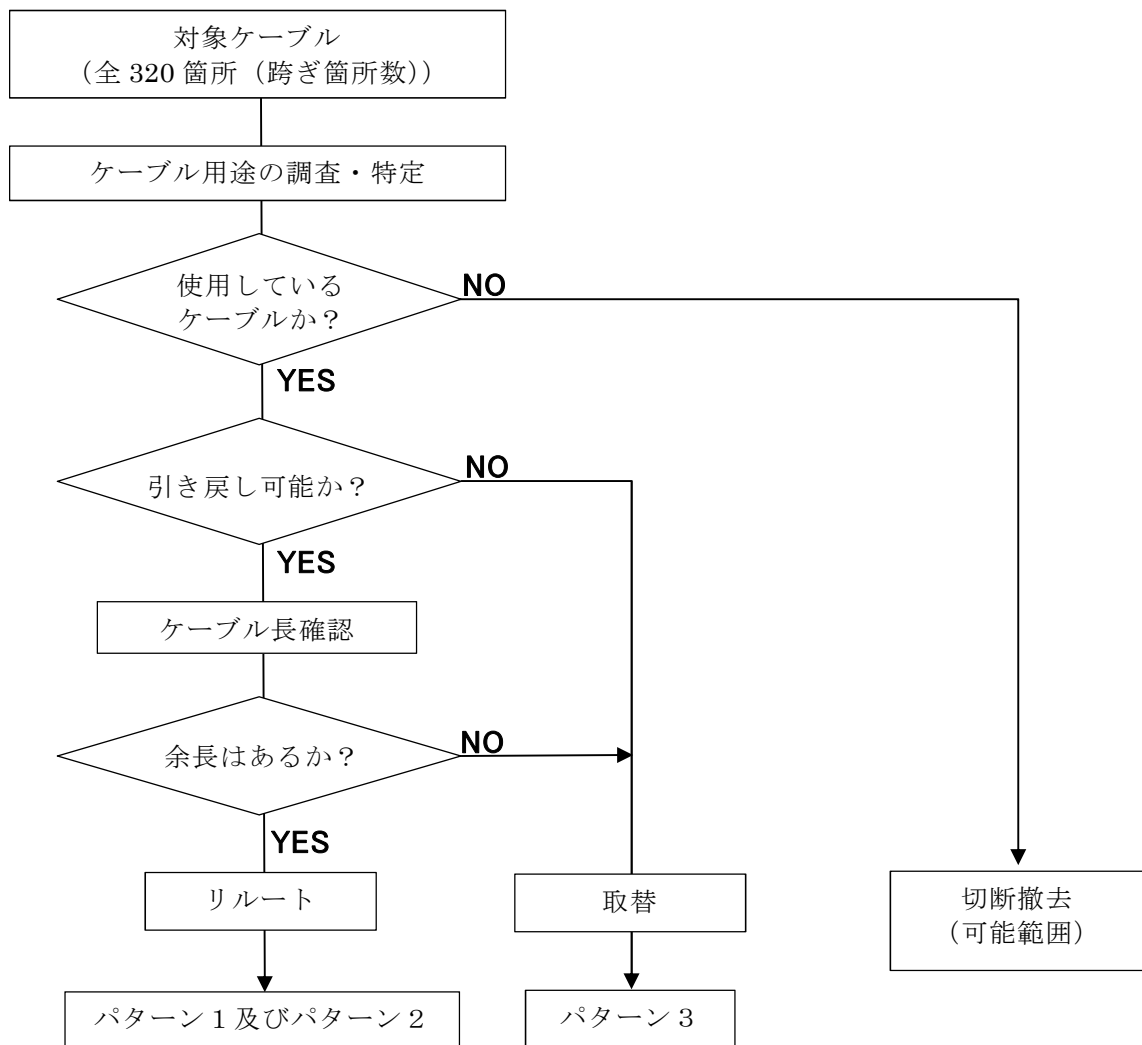 対象ケーブル
（全 320 箇所（跨ぎ箇所数））
ケーブル用途の調査・特定
使用している
ケーブルか？
NO
YES
引き戻し可能か？
NO
YES
ケーブル長確認
余長はあるか？
NO
YES
リルート
取替
切断撤去
（可能範囲）
パターン１及びパターン２
パターン３